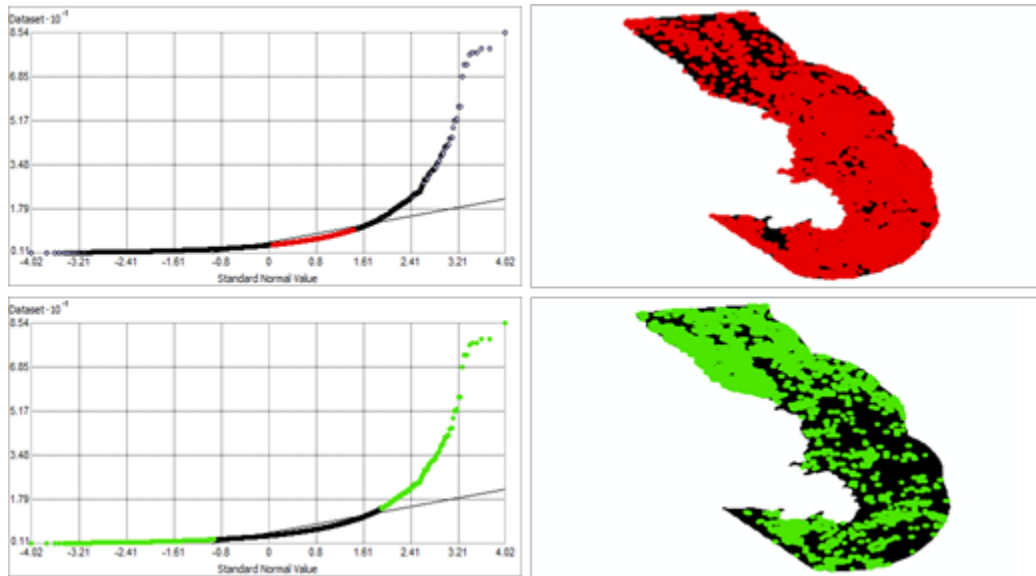 Dataset · 10⁻¹
8.54
6.85
5.17
3.48
1.79
0.11
-4.02 -3.21 -2.41 -1.61 -0.8 0 0.8 1.61 2.41 3.21 4.02
Standard Normal Value
Dataset · 10⁻¹
8.54
6.85
5.17
3.48
1.79
0.11
-4.02 -3.21 -2.41 -1.61 -0.8 0 0.8 1.61 2.41 3.21 4.02
Standard Normal Value